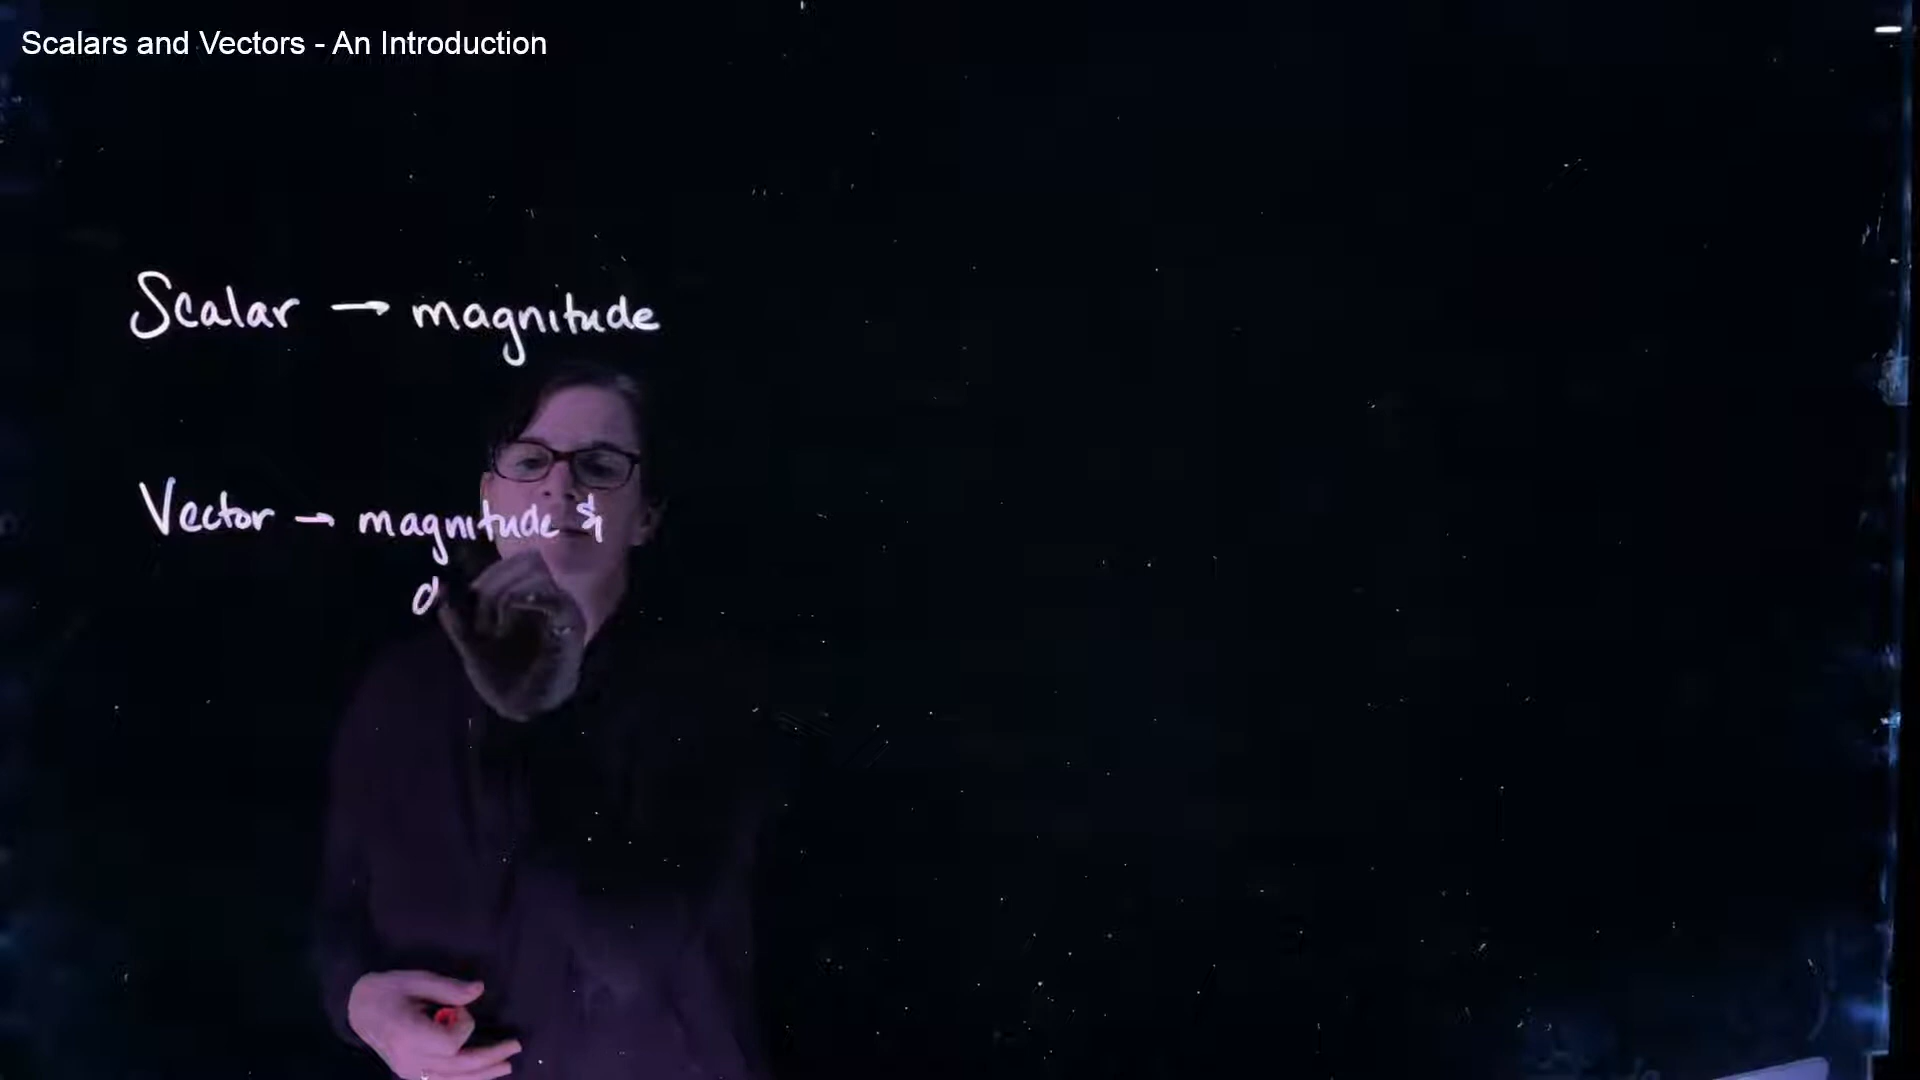 Scalars and Vectors - An Introduction
Scalar → magnitude
Vector → magnitude &
d